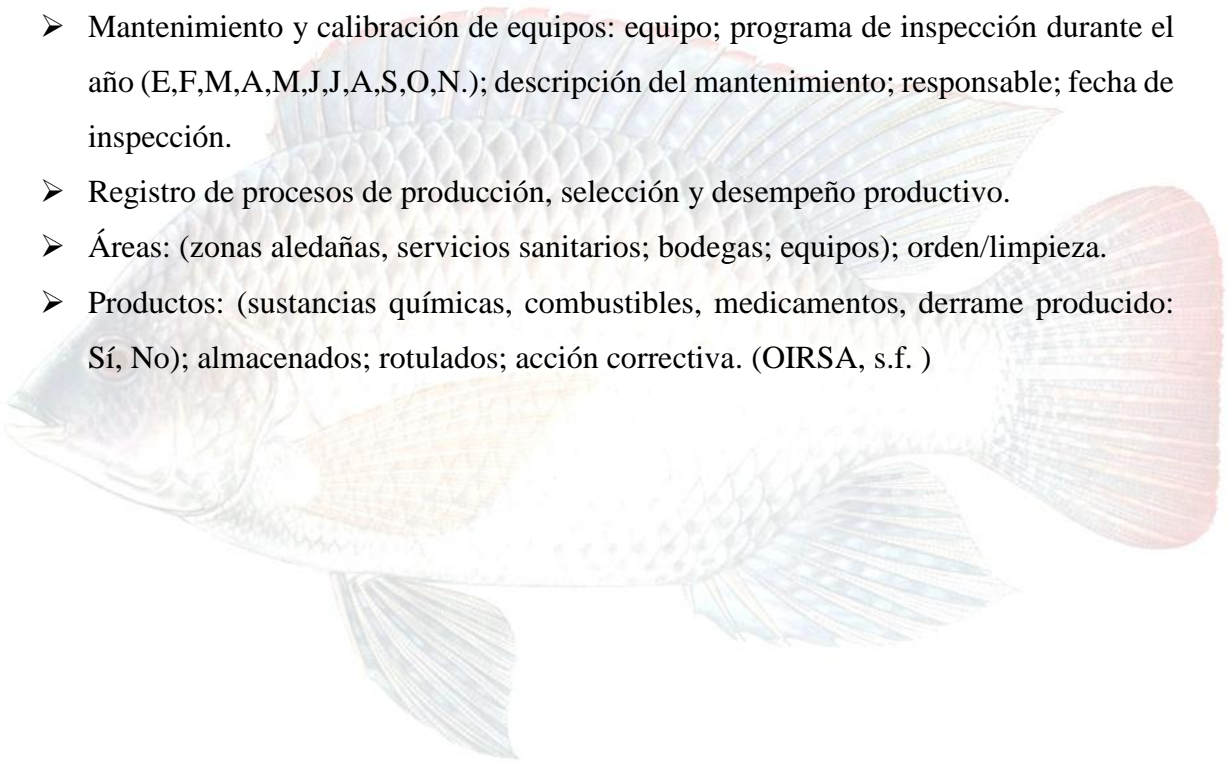 ➢ Mantenimiento y calibración de equipos: equipo; programa de inspección durante el
año (E,F,M,A,M,J,J,A,S,O,N.); descripción del mantenimiento; responsable; fecha de
inspección.
➢ Registro de procesos de producción, selección y desempeño productivo.
➢ Áreas: (zonas aledañas, servicios sanitarios; bodegas; equipos); orden/limpieza.
➢ Productos: (sustancias químicas, combustibles, medicamentos, derrame producido:
Sí, No); almacenados; rotulados; acción correctiva. (OIRSA, s.f. )